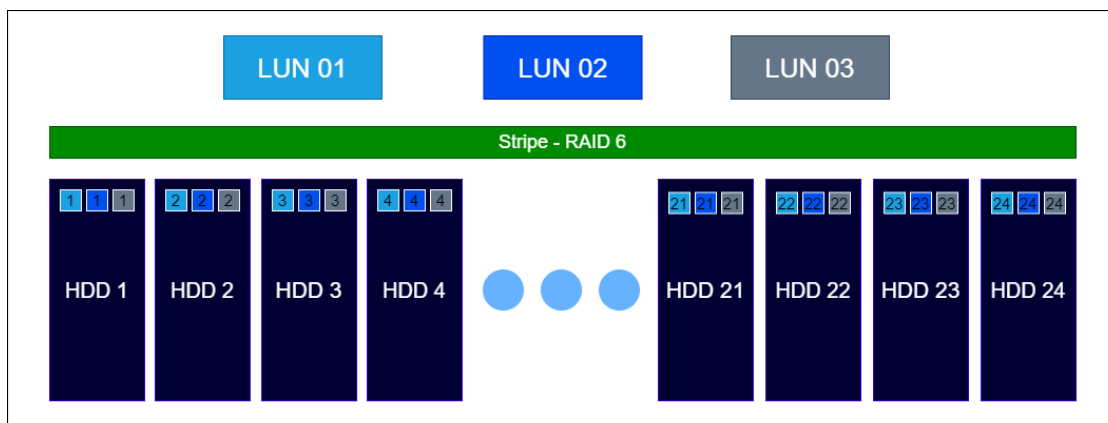 LUN 01 LUN 02 LUN 03
Stripe - RAID 6
1 1 1 2 2 2 3 3 3 4 4 4 21 21 21 22 22 22 23 23 23 24 24 24
HDD 1 HDD 2 HDD 3 HDD 4 HDD 21 HDD 22 HDD 23 HDD 24